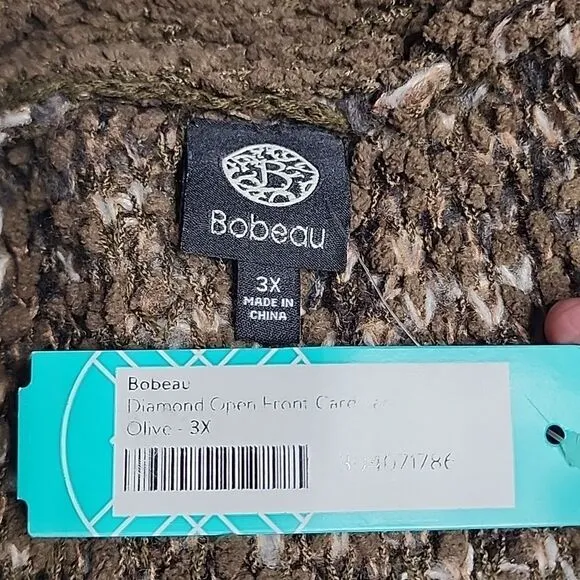 B
Bobeau
3X
MADE IN
CHINA
Bobeau
Diamond Open Front
Olive - 3X